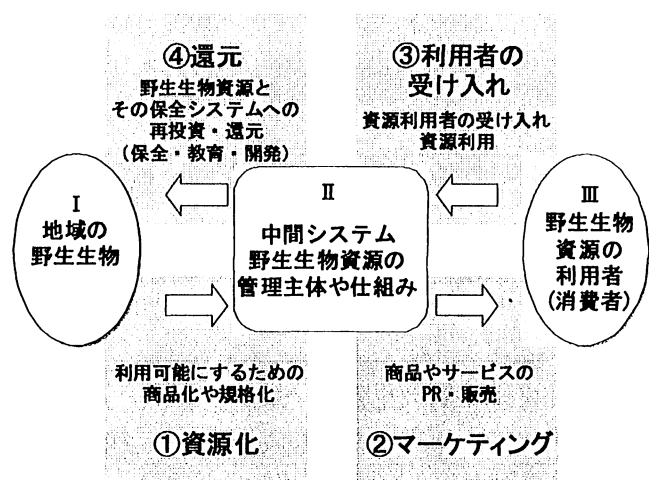 ④還元
野生生物資源と
その保全システムへの
再投資・還元
（保全・教育・開発）
③利用者の
受け入れ
資源利用者の受け入れ
資源利用
Ⅰ
地域の
野生生物
Ⅱ
中間システム
野生生物資源の
管理主体や仕組み
Ⅲ
野生生物
資源の
利用者
(消費者)
利用可能にするための
商品化や規格化
①資源化
商品やサービスの
PR・販売
②マーケティング